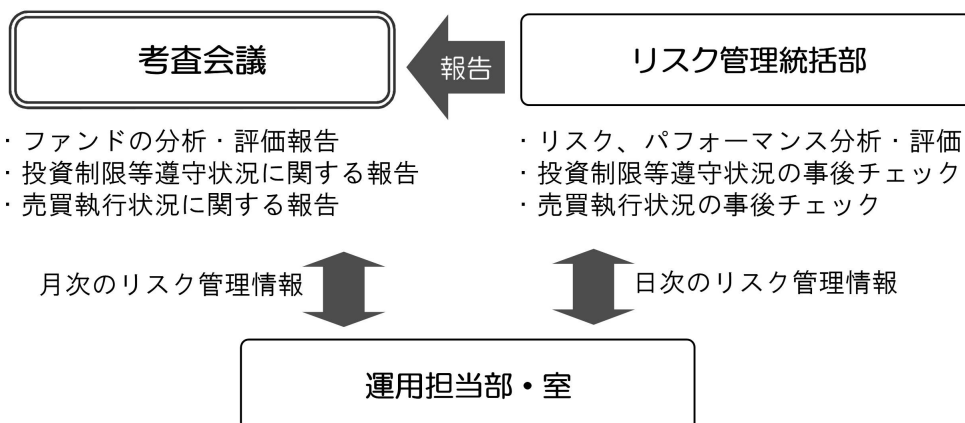 考査会議
報告
リスク管理統括部
・ファンドの分析・評価報告
・投資制限等遵守状況に関する報告
・売買執行状況に関する報告
・リスク、パフォーマンス分析・評価
・投資制限等遵守状況の事後チェック
・売買執行状況の事後チェック
月次のリスク管理情報
日次のリスク管理情報
運用担当部・室